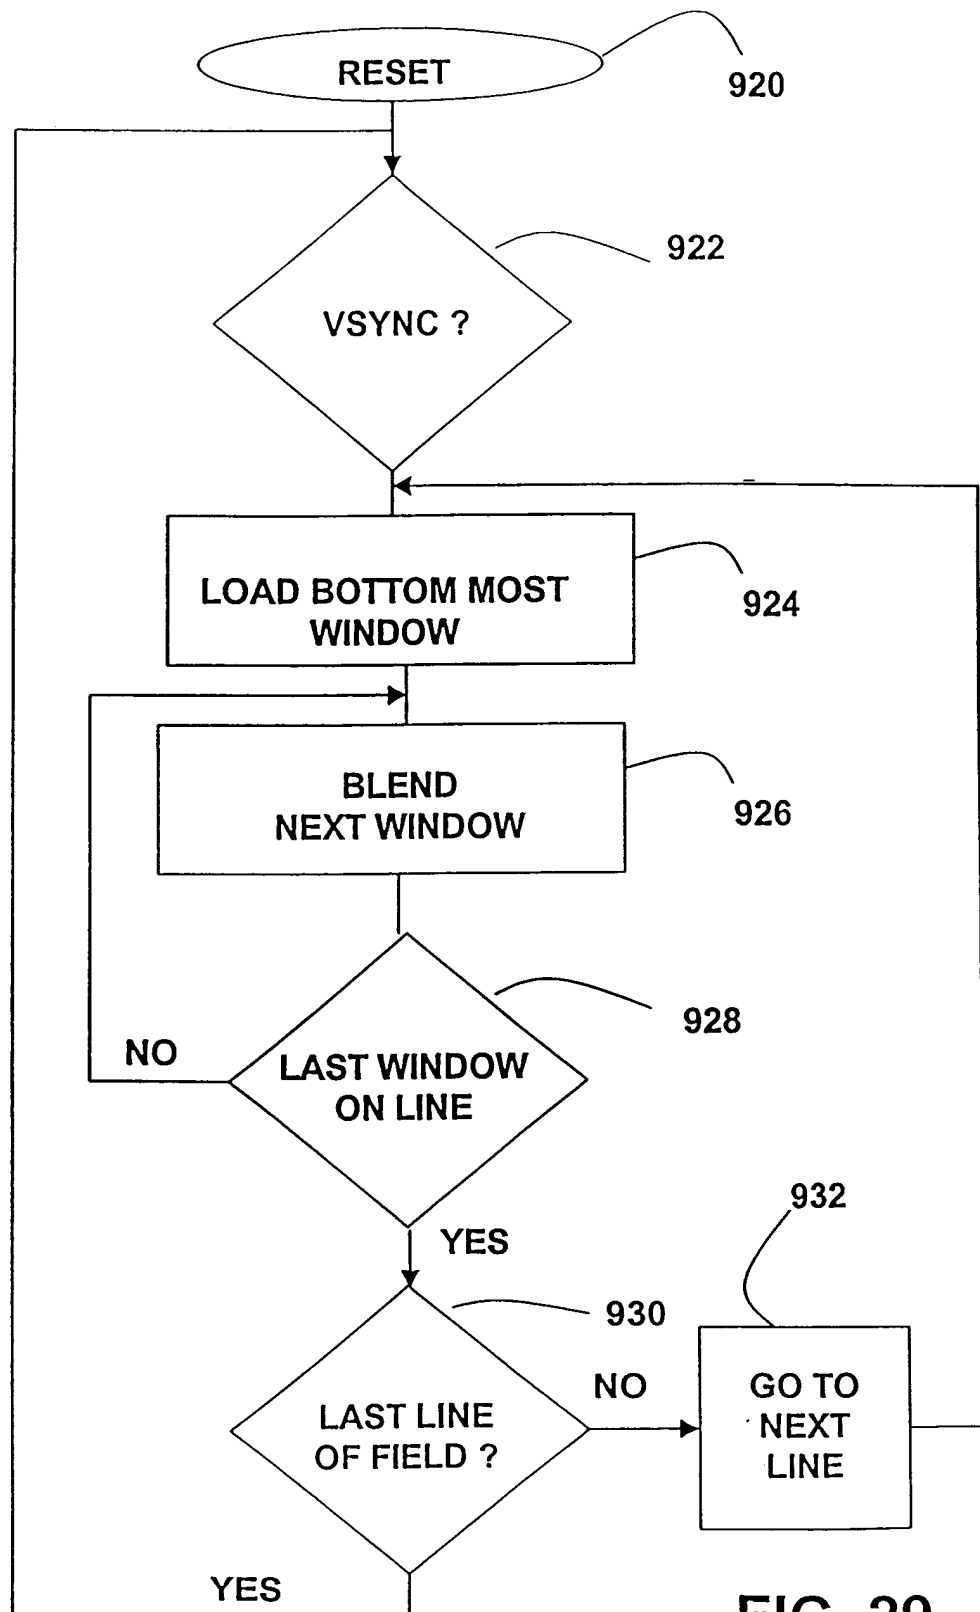 RESET
920
922
VSYNC ?
LOAD BOTTOM MOST
WINDOW
924
BLEND
NEXT WINDOW
926
928
NO
LAST WINDOW
ON LINE
YES
932
930
NO
LAST LINE
OF FIELD ?
GO TO
NEXT
LINE
YES
FIG.